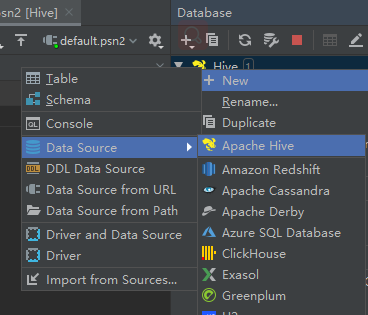 psn2 [Hive]
Database
default.psn2
Hive 1
Table
Schema
QL Console
Data Source
DDL Data Source
Data Source from URL
Data Source from Path
Driver and Data Source
Driver
Import from Sources...
New
Rename...
Duplicate
Apache Hive
Amazon Redshift
Apache Cassandra
Apache Derby
Azure SQL Database
ClickHouse
Exasol
Greenplum